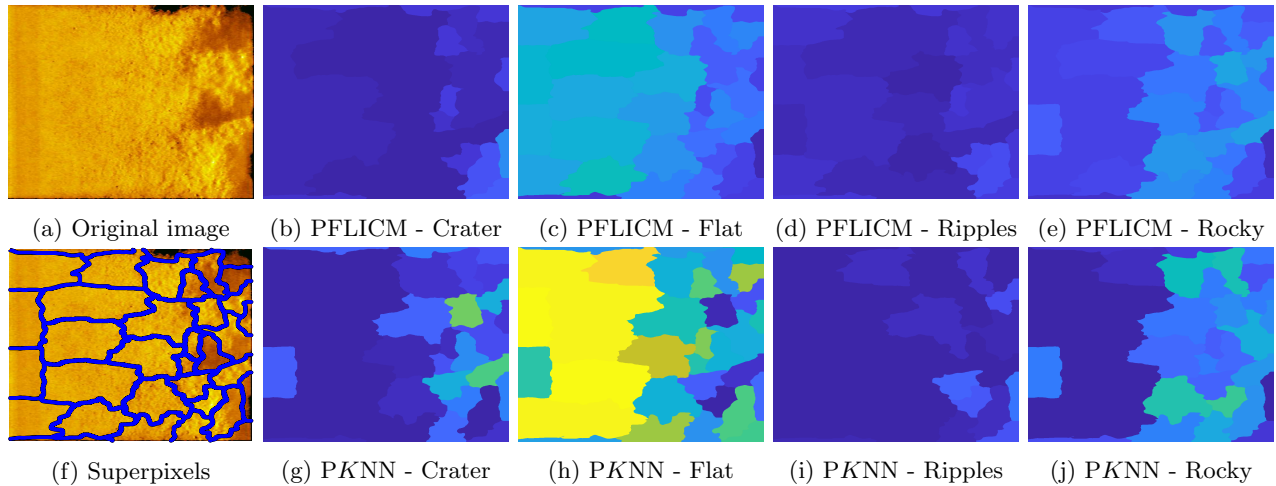 (a) Original image
(b) PFLICM - Crater
(c) PFLICM - Flat
(d) PFLICM - Ripples
(e) PFLICM - Rocky
(f) Superpixels
(g) PKNN - Crater
(h) PKNN - Flat
(i) PKNN - Ripples
(j) PKNN - Rocky